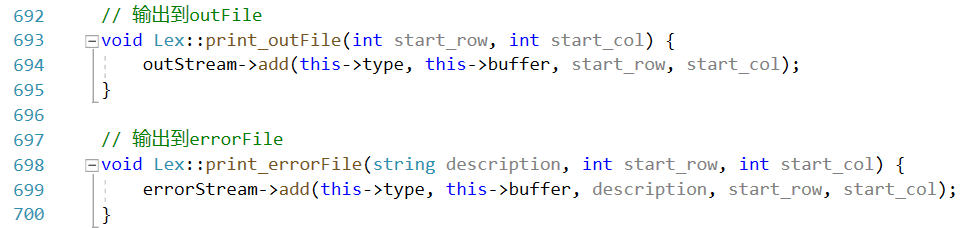 692 // 输出到outFile
693 void Lex::print_outFile(int start_row, int start_col) {
694 outStream->add(this->type, this->buffer, start_row, start_col);
695 }
696
697 // 输出到errorFile
698 void Lex::print_errorFile(string description, int start_row, int start_col) {
699 errorStream->add(this->type, this->buffer, description, start_row, start_col);
700 }